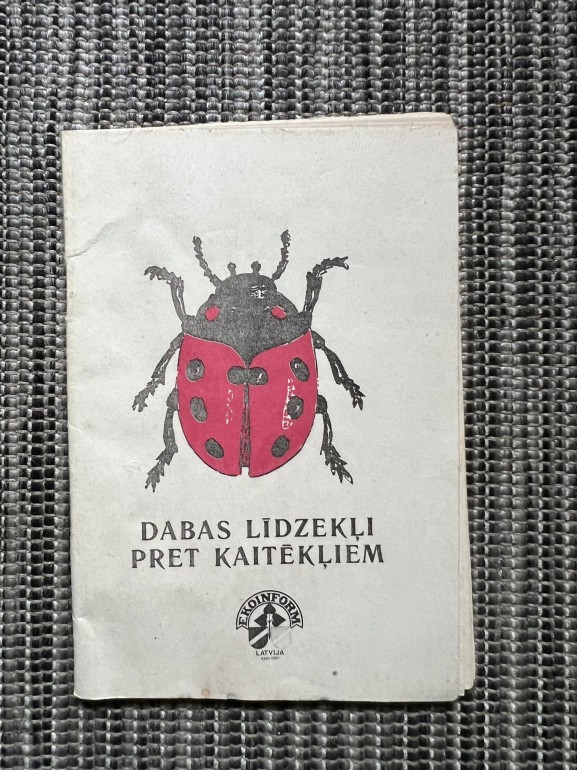 DABAS LĪDZEKĻI
PRET KAITĒKĻIEM
EKOINFORM
LATVIJA